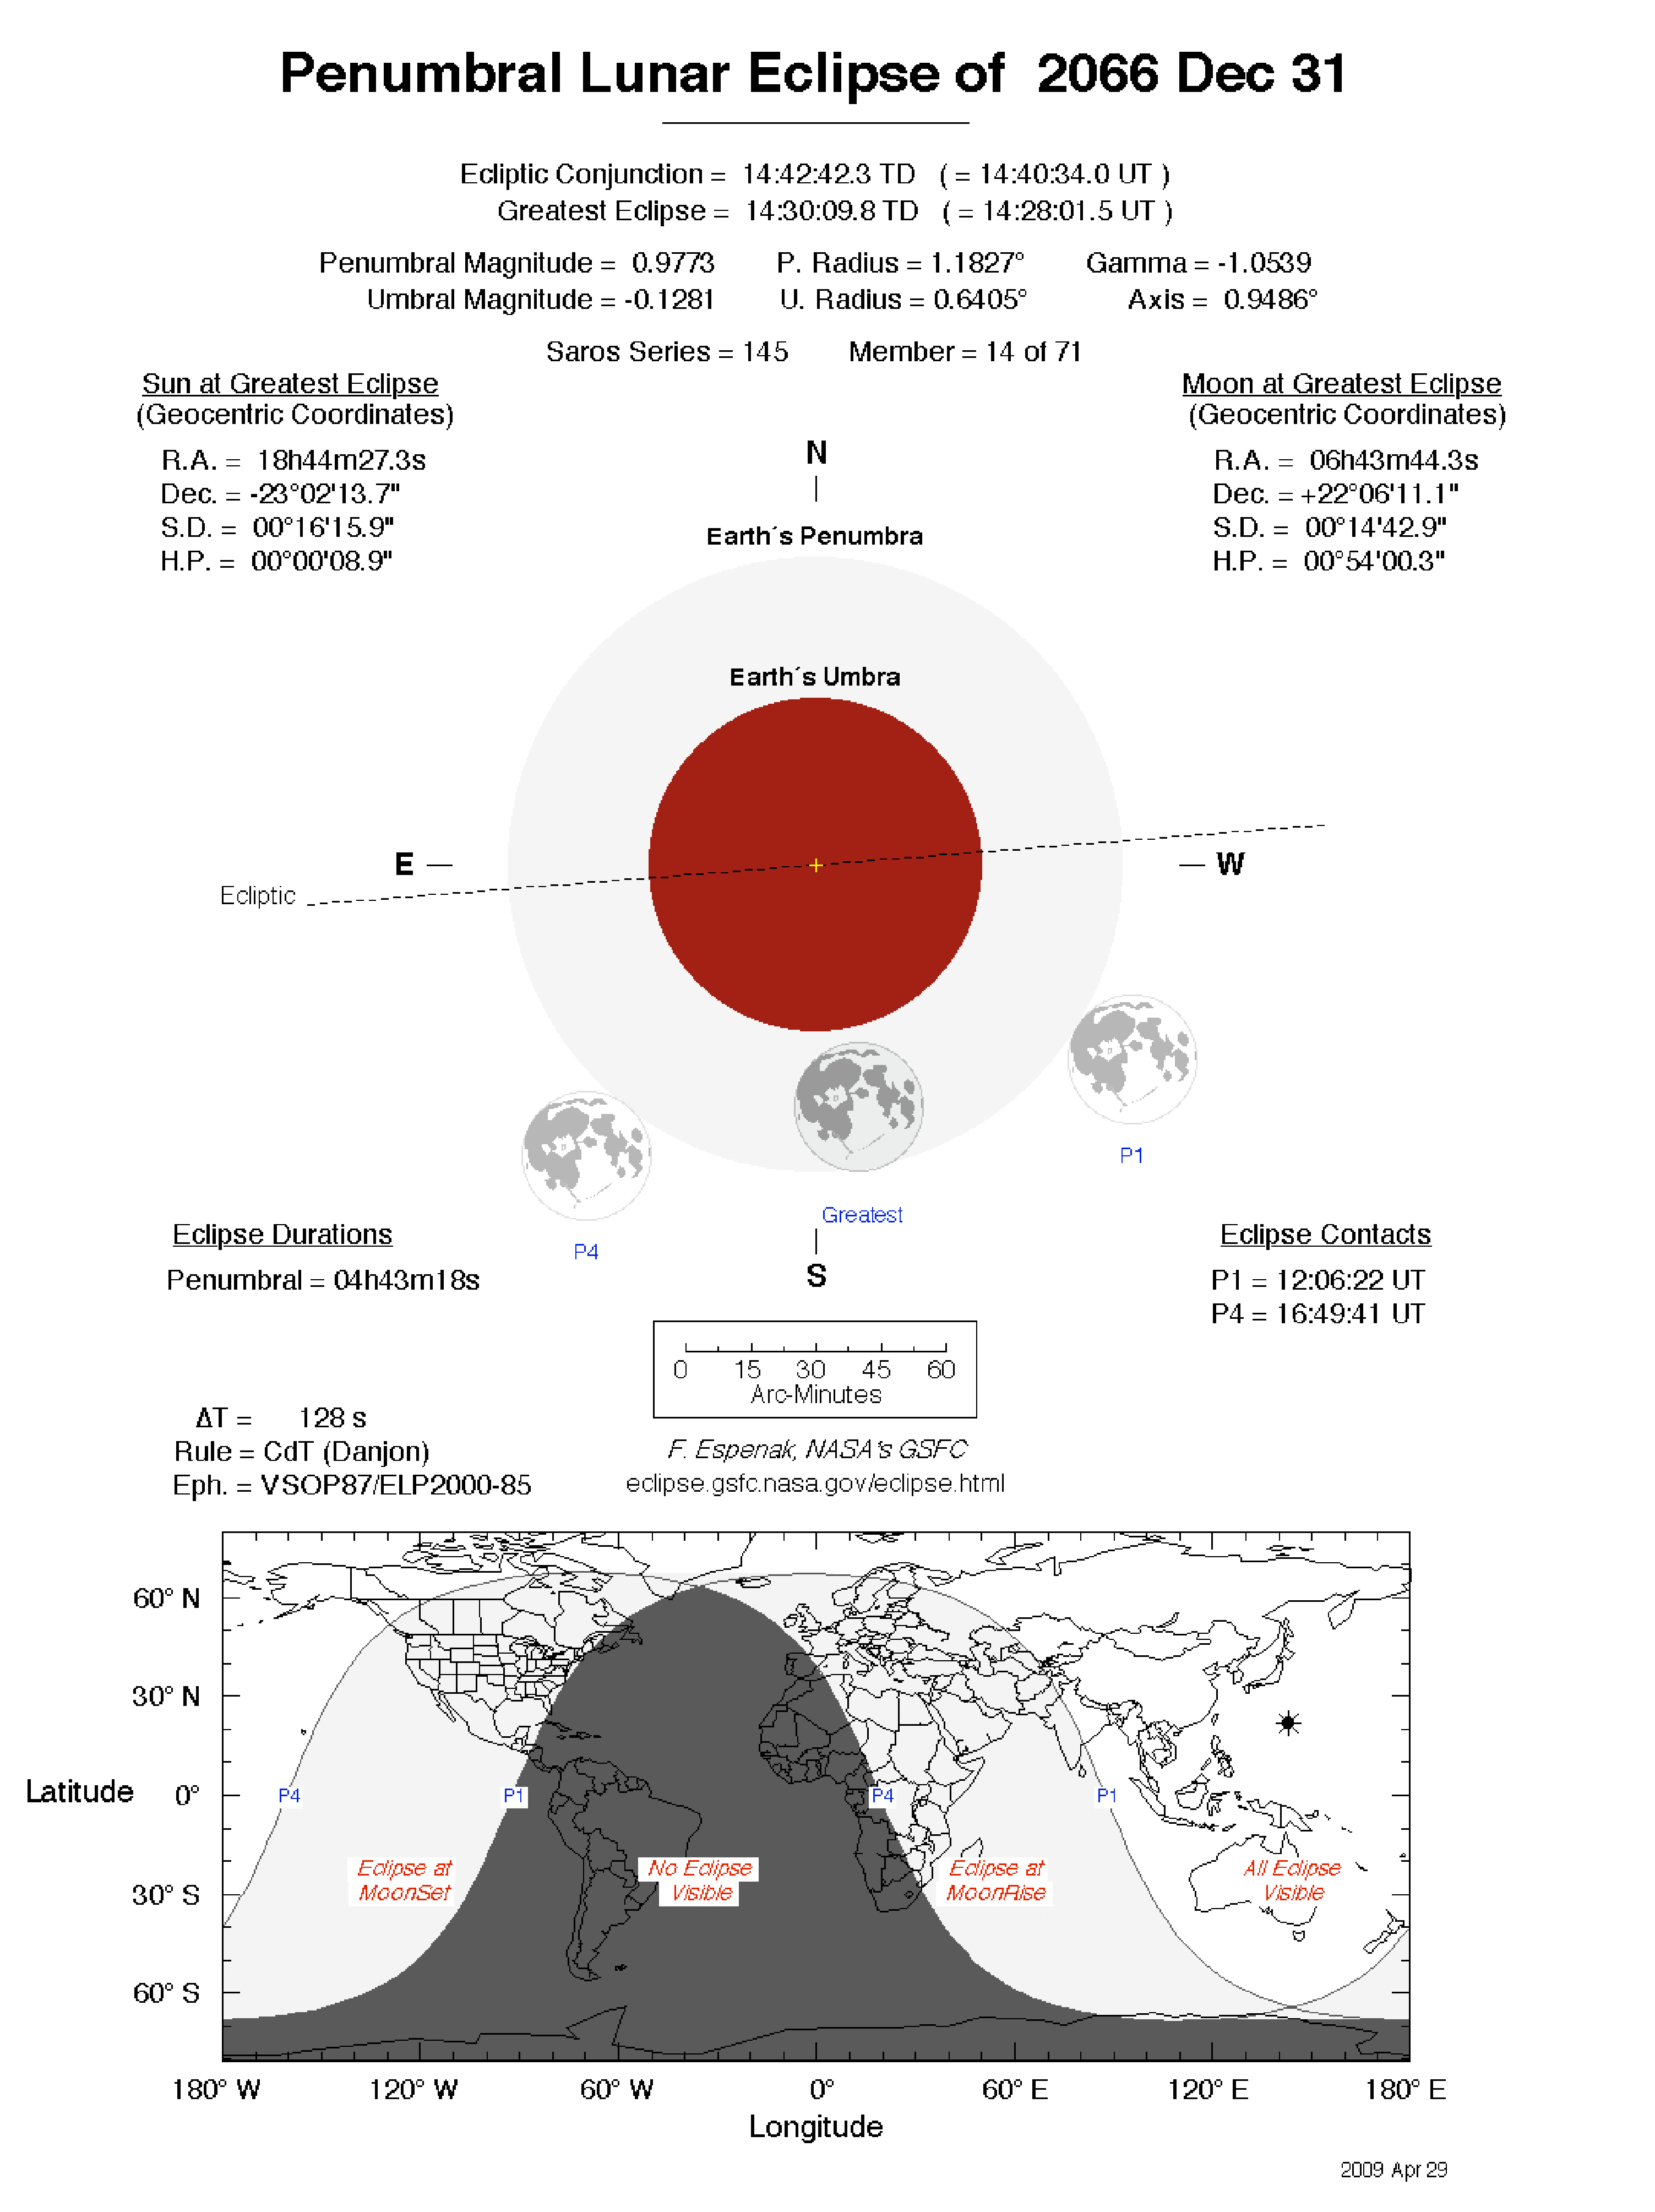 Penumbral Lunar Eclipse of 2066 Dec 31
Ecliptic Conjunction = 14:42:42.3 TD ( = 14:40:34.0 UT )
Greatest Eclipse = 14:30:09.8 TD ( = 14:28:01.5 UT )
Penumbral Magnitude = 0.9773 P. Radius = 1.1827° Gamma = -1.0539
Umbral Magnitude = -0.1281 U. Radius = 0.6405° Axis = 0.9486°
Saros Series = 145 Member = 14 of 71
Sun at Greatest Eclipse
(Geocentric Coordinates)
R.A. = 18h44m27.3s
Dec. = -23°02'13.7"
S.D. = 00°16'15.9"
H.P. = 00°00'08.9"
Moon at Greatest Eclipse
(Geocentric Coordinates)
R.A. = 06h43m44.3s
Dec. = +22°06'11.1"
S.D. = 00°14'42.9"
H.P. = 00°54'00.3"
N
Earth´s Penumbra
Earth´s Umbra
E
W
Ecliptic
P1
Greatest
P4
S
Eclipse Durations
Penumbral = 04h43m18s
Eclipse Contacts
P1 = 12:06:22 UT
P4 = 16:49:41 UT
0 15 30 45 60
Arc-Minutes
ΔT = 128 s
Rule = CdT (Danjon)
Eph. = VSOP87/ELP2000-85
F. Espenak, NASA's GSFC
eclipse.gsfc.nasa.gov/eclipse.html
60° N
30° N
Latitude 0°
30° S
60° S
P4 P1 P4 P1
Eclipse at
MoonSet
No Eclipse
Visible
Eclipse at
MoonRise
All Eclipse
Visible
180° W 120° W 60° W 0° 60° E 120° E 180° E
Longitude
2009 Apr 29